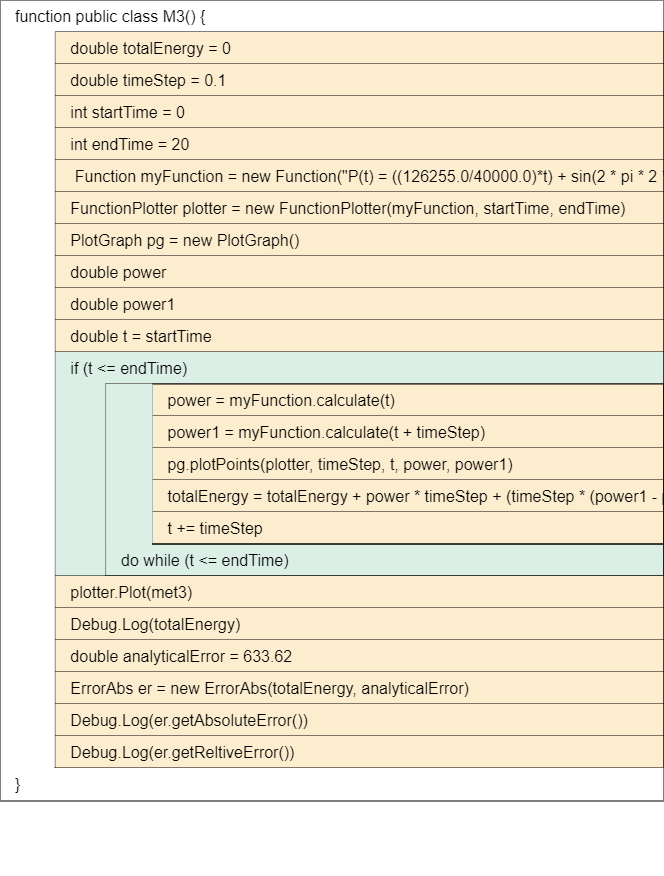 function public class M3() {
double totalEnergy = 0
double timeStep = 0.1
int startTime = 0
int endTime = 20
Function myFunction = new Function("P(t) = ((126255.0/40000.0)*t) + sin(2 * pi * 2
FunctionPlotter plotter = new FunctionPlotter(myFunction, startTime, endTime)
PlotGraph pg = new PlotGraph()
double power
double power1
double t = startTime
if (t <= endTime)
power = myFunction.calculate(t)
power1 = myFunction.calculate(t + timeStep)
pg.plotPoints(plotter, timeStep, t, power, power1)
totalEnergy = totalEnergy + power * timeStep + (timeStep * (power1 -
t += timeStep
do while (t <= endTime)
plotter.Plot(met3)
Debug.Log(totalEnergy)
double analyticalError = 633.62
ErrorAbs er = new ErrorAbs(totalEnergy, analyticalError)
Debug.Log(er.getAbsoluteError())
Debug.Log(er.getReltiveError())
}